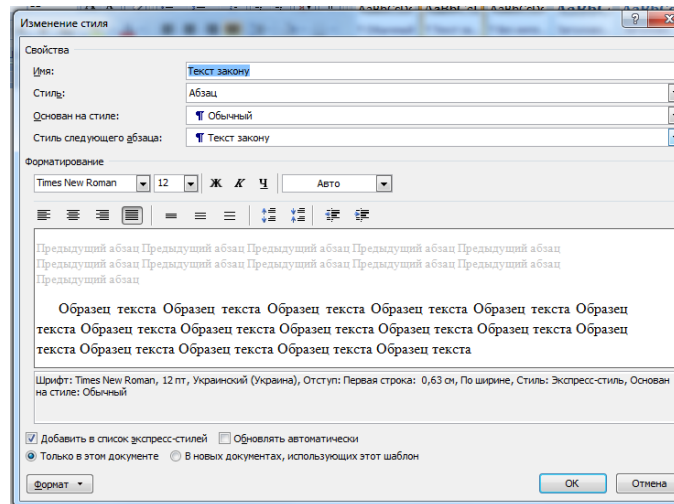 Изменение стиля
Свойства
Имя: Текст закону
Стиль: Абзац
Основан на стиле: ¶ Обычный
Стиль следующего абзаца: ¶ Текст закону
Форматирование
Times New Roman 12 Ж К Ч Авто
Предыдущий абзац Предыдущий абзац Предыдущий абзац Предыдущий абзац Предыдущий абзац
Предыдущий абзац Предыдущий абзац Предыдущий абзац Предыдущий абзац Предыдущий абзац
Предыдущий абзац
Образец текста Образец текста Образец текста Образец текста Образец текста Образец
текста Образец текста Образец текста Образец текста Образец текста Образец текста Образец
текста Образец текста Образец текста Образец текста Образец текста
Шрифт: Times New Roman, 12 пт, Украинский (Украина), Отступ: Первая строка: 0,63 см, По ширине, Стиль: Экспресс-стиль, Основан
на стиле: Обычный
Добавить в список экспресс-стилей Обновлять автоматически
Только в этом документе В новых документах, использующих этот шаблон
Формат ОК Отмена